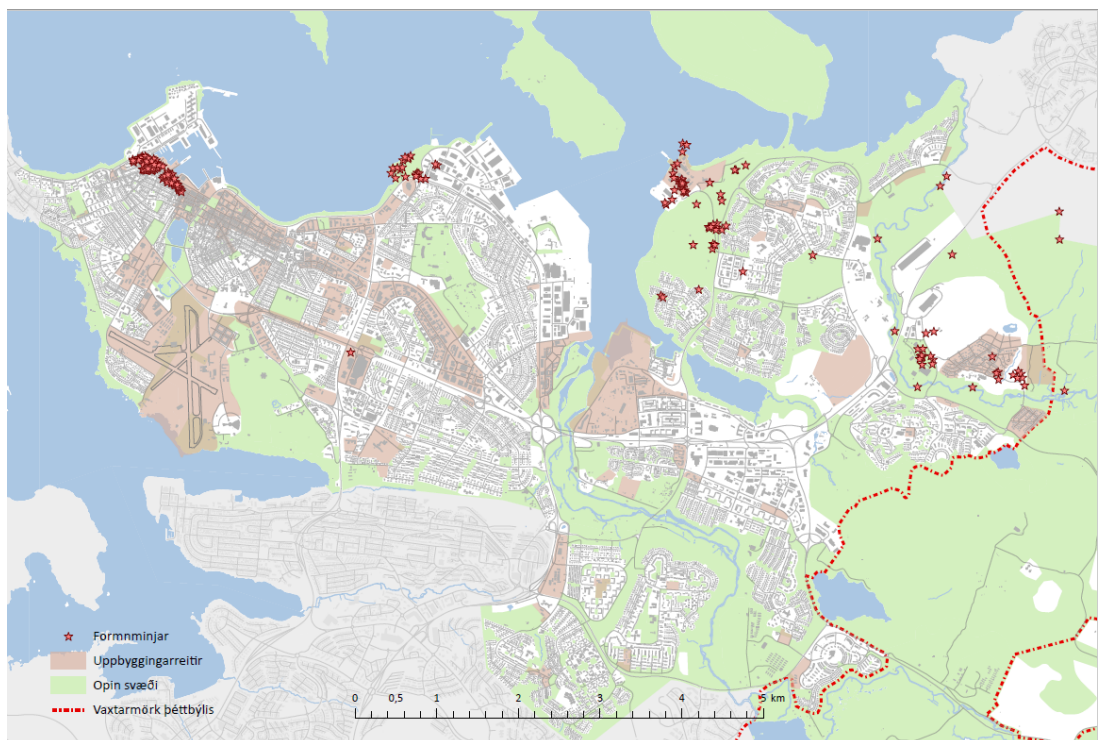 Formnminjar
Uppbyggingarreitir
Opin svæði
Vaxtarmörk þéttbýlis
0 0,5 1 2 3 4 5 km